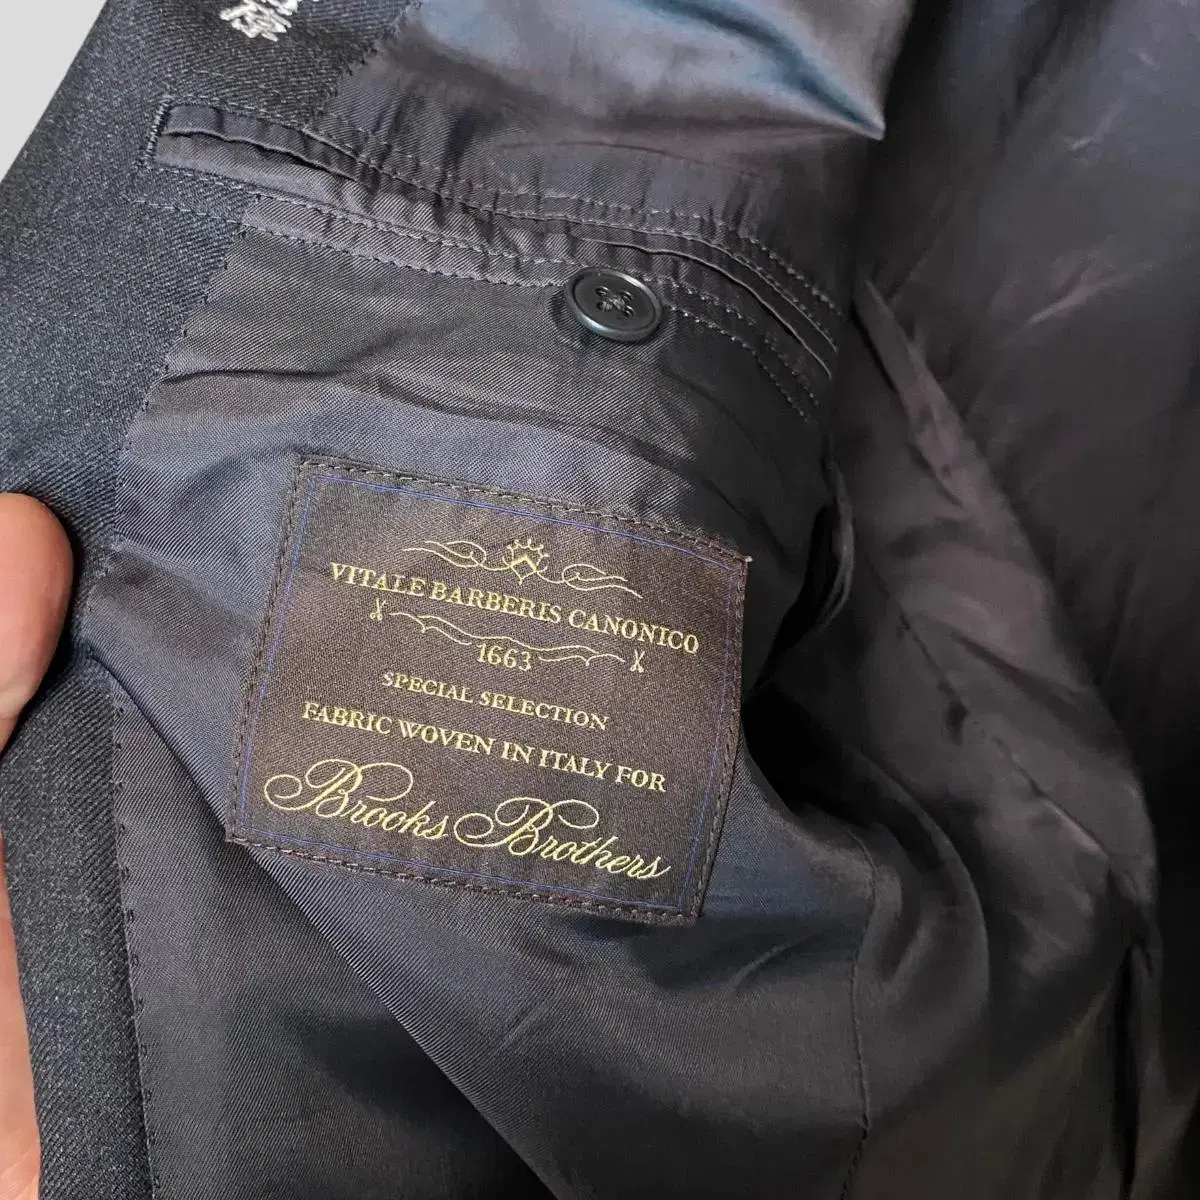 VITALE BARBERIS CANONICO
1663
SPECIAL SELECTION
FABRIC WOVEN IN ITALY FOR
Brooks Brothers